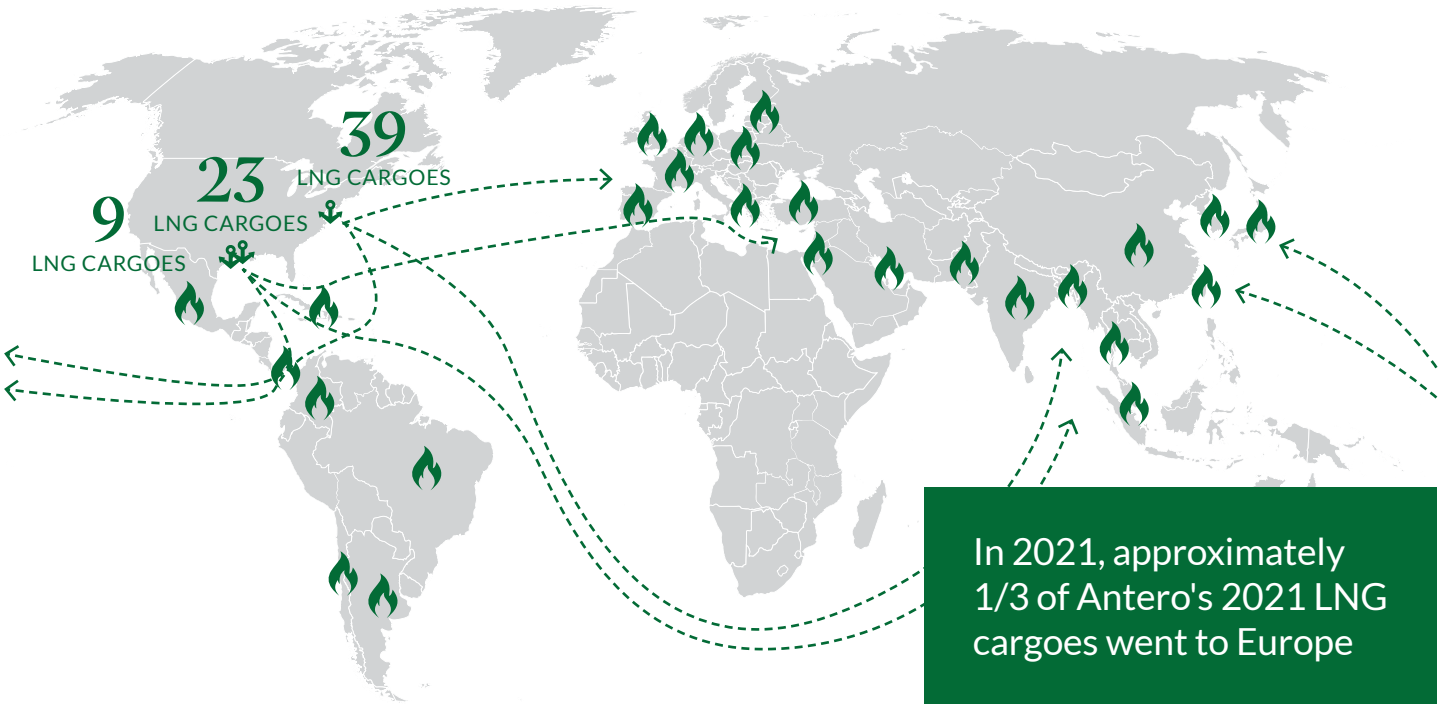 39
LNG CARGOES
23
LNG CARGOES
9
LNG CARGOES
In 2021, approximately
1/3 of Antero's 2021 LNG
cargoes went to Europe